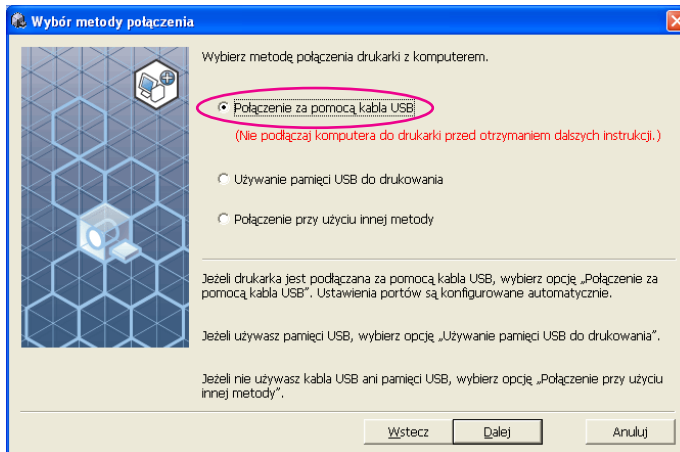 Wybór metody połączenia
Wybierz metodę połączenia drukarki z komputerem.
Połączenie za pomocą kabla USB
(Nie podłączaj komputera do drukarki przed otrzymaniem dalszych instrukcji.)
Używanie pamięci USB do drukowania
Połączenie przy użyciu innej metody
Jeżeli drukarka jest podłączana za pomocą kabla USB, wybierz opcję „Połączenie za
pomocą kabla USB”. Ustawienia portów są konfigurowane automatycznie.
Jeżeli używasz pamięci USB, wybierz opcję „Używanie pamięci USB do drukowania”.
Jeżeli nie używasz kabla USB ani pamięci USB, wybierz opcję „Połączenie przy użyciu
innej metody”.
Wstecz Dalej Anuluj